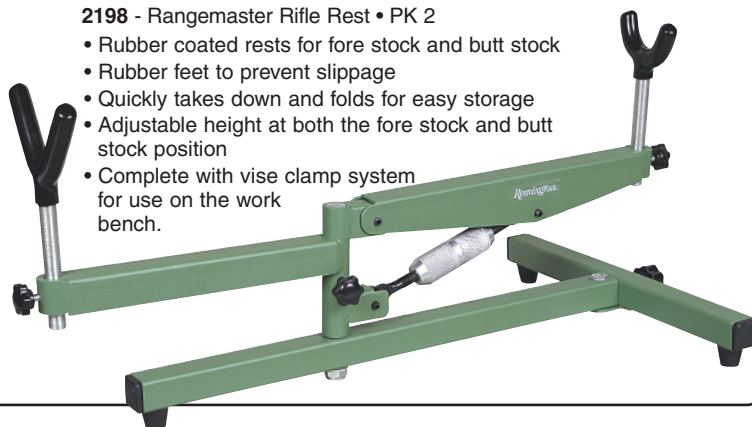 2198 - Rangemaster Rifle Rest • PK 2
• Rubber coated rests for fore stock and butt stock
• Rubber feet to prevent slippage
• Quickly takes down and folds for easy storage
• Adjustable height at both the fore stock and butt
stock position
• Complete with vise clamp system
for use on the work
bench.